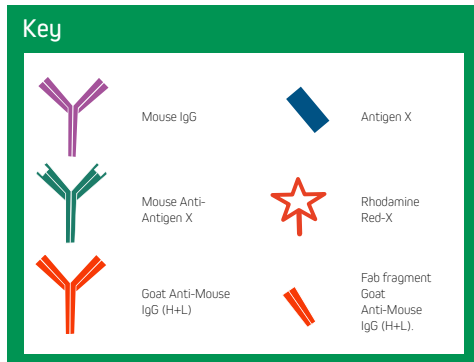 Key
Mouse IgG
Antigen X
Mouse Anti-
Antigen X
Rhodamine
Red-X
Goat Anti-Mouse
IgG (H+L)
Fab fragment
Goat
Anti-Mouse
IgG (H+L).